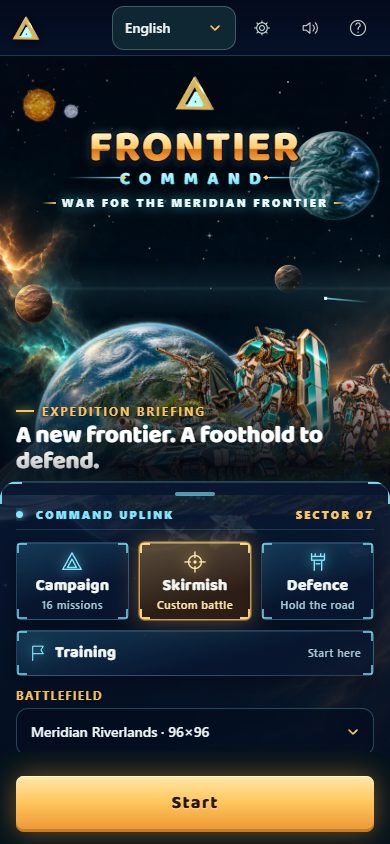 English
FRONTIER
COMMAND
WAR FOR THE MERIDIAN FRONTIER
EXPEDITION BRIEFING
A new frontier. A foothold to
defend.
COMMAND UPLINK
SECTOR 07
Campaign
16 missions
Skirmish
Custom battle
Defence
Hold the road
Training
Start here
BATTLEFIELD
Meridian Riverlands · 96×96
Start